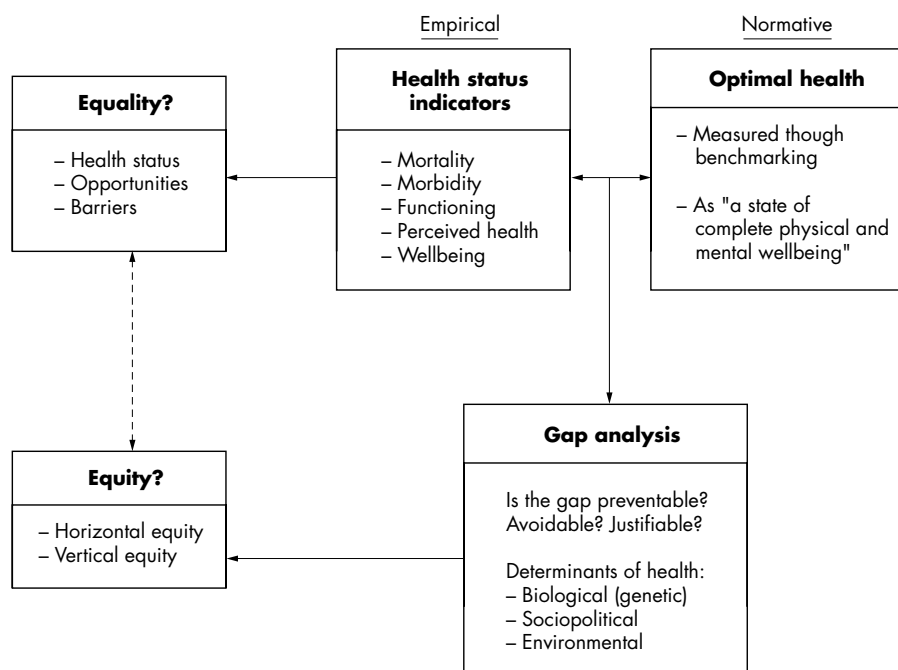 Empirical
Normative
Equality?
– Health status
– Opportunities
– Barriers
Health status
indicators
– Mortality
– Morbidity
– Functioning
– Perceived health
– Wellbeing
Optimal health
– Measured though
benchmarking
– As "a state of
complete physical and
mental wellbeing"
Equity?
– Horizontal equity
– Vertical equity
Gap analysis
Is the gap preventable?
Avoidable? Justifiable?
Determinants of health:
– Biological (genetic)
– Sociopolitical
– Environmental